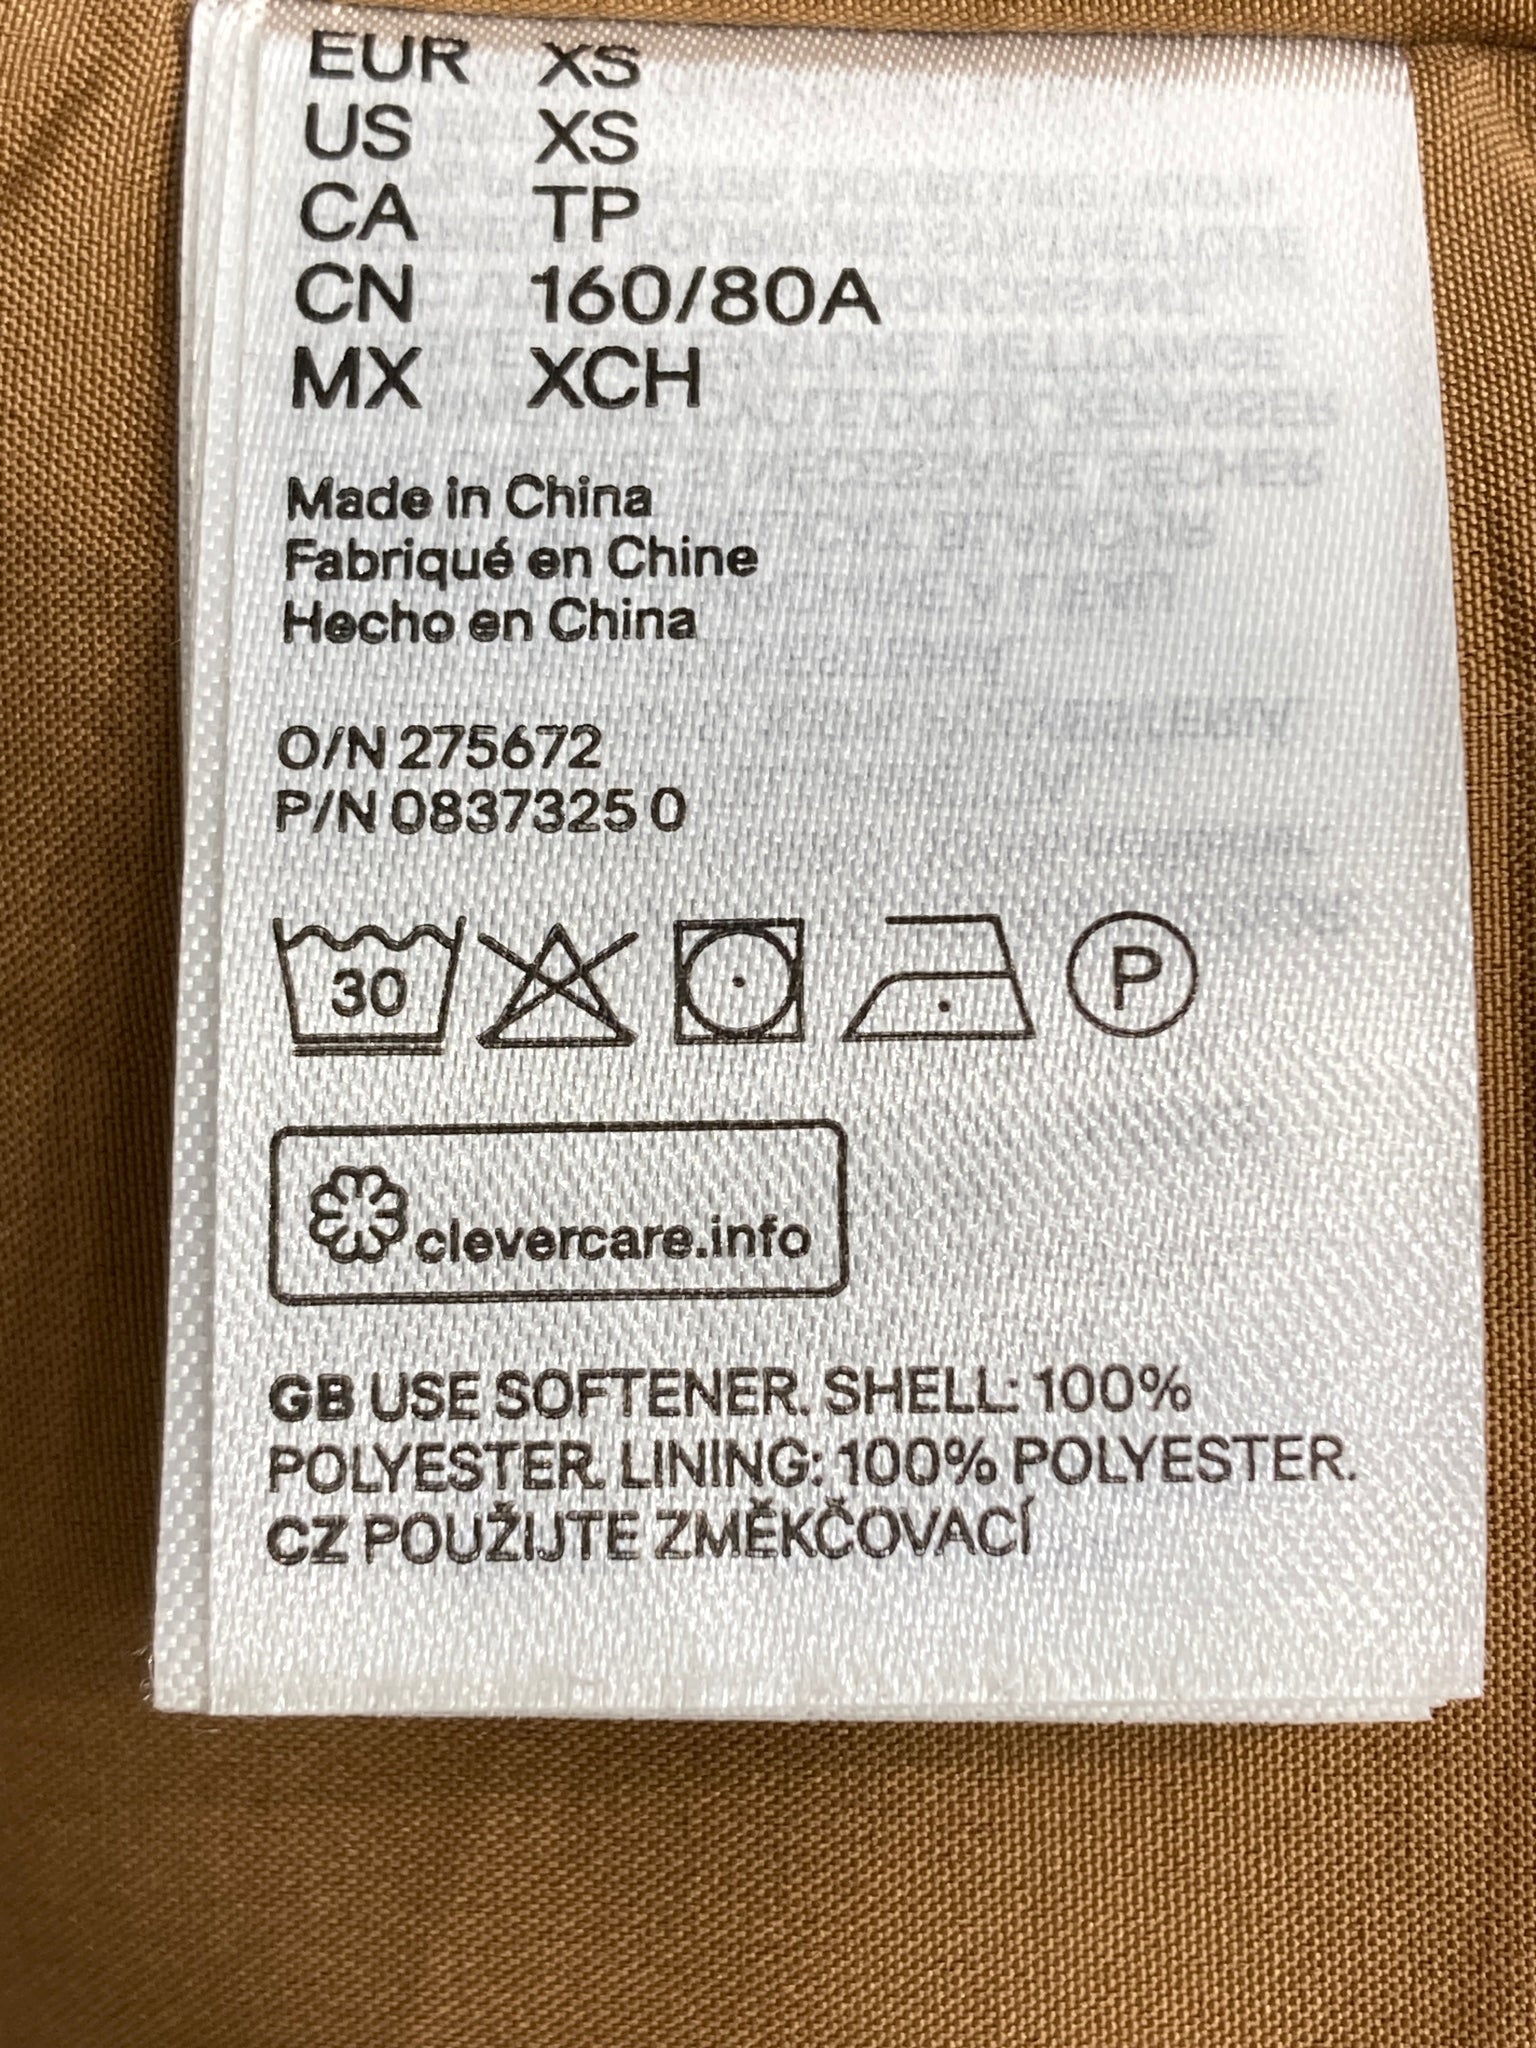 EUR XS
US XS
CA TP
CN 160/80A
MX XCH
Made in China
Fabriqué en Chine
Hecho en China
O/N 275672
P/N 0837325 0
30
P
clevercare.info
GB USE SOFTENER. SHELL: 100%
POLYESTER. LINING: 100% POLYESTER.
CZ POUŽIJTE ZMĚKČOVACÍ